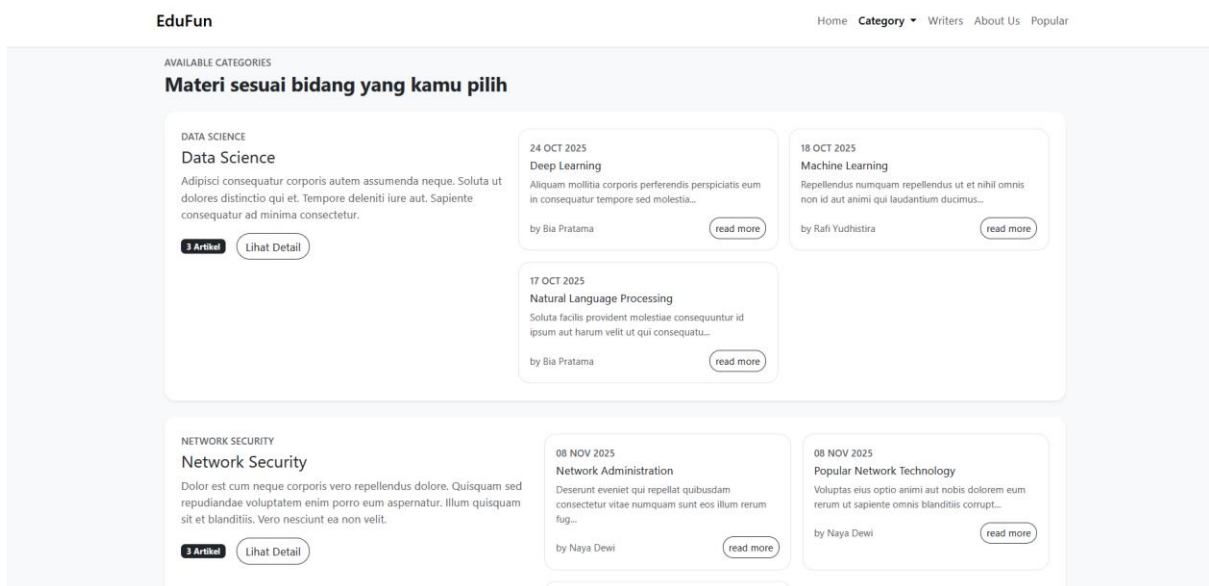 EduFun
Home Category Writers About Us Popular
AVAILABLE CATEGORIES
Materi sesuai bidang yang kamu pilih
DATA SCIENCE
Data Science
Adipisci consequatur corporis autem assumenda neque. Soluta ut
dolores distinctio qui et. Tempore deleniti iure aut. Sapiente
consequatur ad minima consectetur.
3 Artikel Lihat Detail
24 OCT 2025
Deep Learning
Aliquam mollitia corporis perferendis perspiciatis eum
in consequatur tempore sed molestia...
by Bia Pratama read more
18 OCT 2025
Machine Learning
Repellendus numquam repellendus ut et nihil omnis
non id aut animi qui laudantium ducimus...
by Rafi Yudhistira read more
17 OCT 2025
Natural Language Processing
Soluta facilis provident molestiae consequuntur id
ipsum aut harum velit ut qui consequatu...
by Bia Pratama read more
NETWORK SECURITY
Network Security
Dolor est cum neque corporis vero repellendus dolore. Quisquam sed
repudiandae voluptatem enim porro eum aspernatur. Illum quisquam
sit et blanditiis. Vero nesciunt ea non velit.
3 Artikel Lihat Detail
08 NOV 2025
Network Administration
Deserunt eveniet qui repellat quibusdam
consectetur vitae numquam sunt eos illum rerum
fug...
by Naya Dewi read more
08 NOV 2025
Popular Network Technology
Voluptas eius optio animi aut nobis dolorem eum
rerum ut sapiente omnis blanditiis corrupt...
by Naya Dewi read more